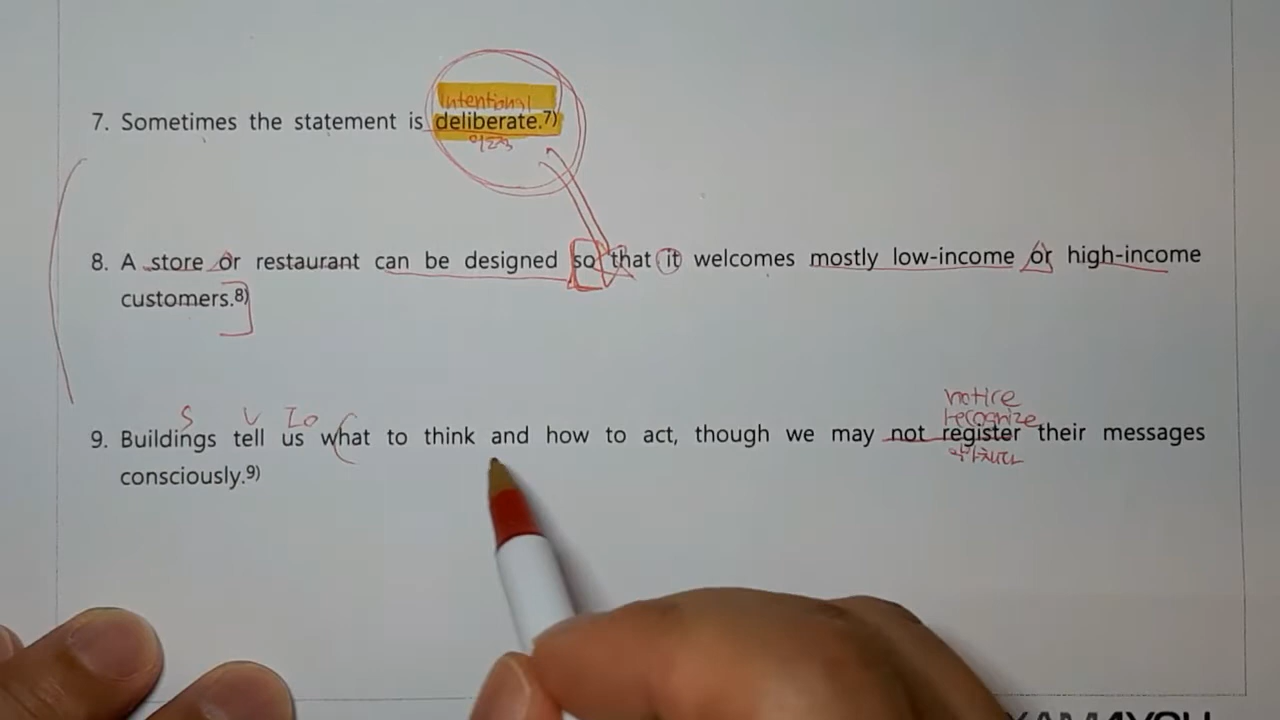 Intentional
7. Sometimes the statement is deliberate.7)
의도적
8. A store or restaurant can be designed so that it welcomes mostly low-income or high-income
customers.8)
notice
S V Io recognize
9. Buildings tell us what to think and how to act, though we may not register their messages
consciously.9)